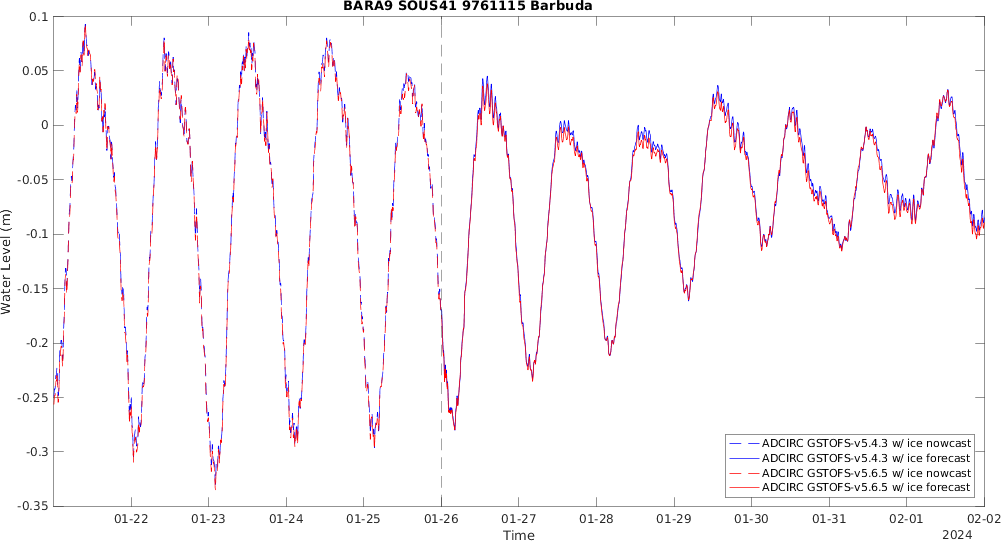 BARA9 SOUS41 9761115 Barbuda
0.1
0.05
0
-0.05
-0.1
-0.15
-0.2
-0.25
-0.3
-0.35
Water Level (m)
ADCIRC GSTOFS-v5.4.3 w/ ice nowcast
ADCIRC GSTOFS-v5.4.3 w/ ice forecast
ADCIRC GSTOFS-v5.6.5 w/ ice nowcast
ADCIRC GSTOFS-v5.6.5 w/ ice forecast
01-22 01-23 01-24 01-25 01-26 01-27 01-28 01-29 01-30 01-31 02-01 02-02
Time
2024